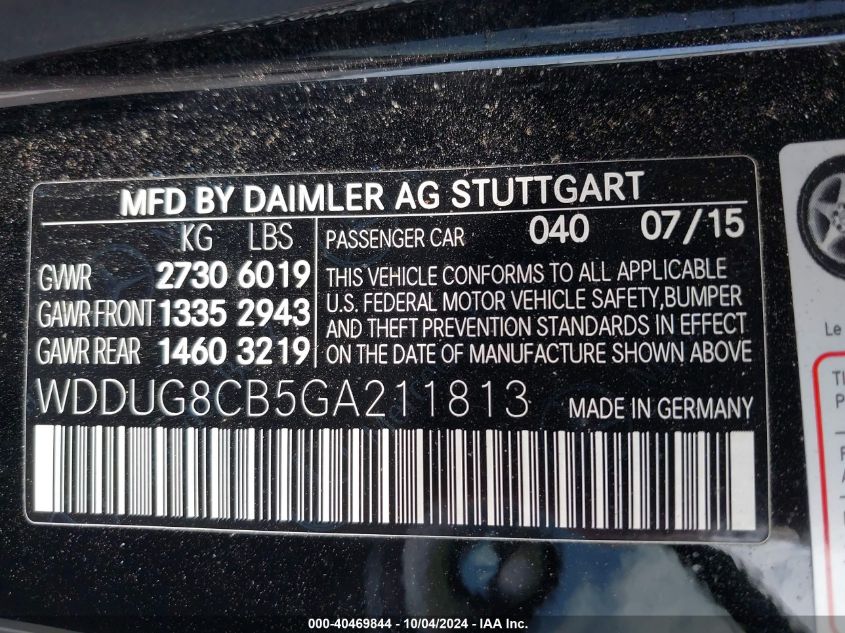 MFD BY DAIMLER AG STUTTGART
KG LBS
GVWR 2730 6019
GAWR FRONT 1335 2943
GAWR REAR 1460 3219
PASSENGER CAR 040 07/15
THIS VEHICLE CONFORMS TO ALL APPLICABLE
U.S. FEDERAL MOTOR VEHICLE SAFETY, BUMPER
AND THEFT PREVENTION STANDARDS IN EFFECT
ON THE DATE OF MANUFACTURE SHOWN ABOVE
WDDUG8CB5GA211813 MADE IN GERMANY
Le
000-40469844 - 10/04/2024 - IAA Inc.